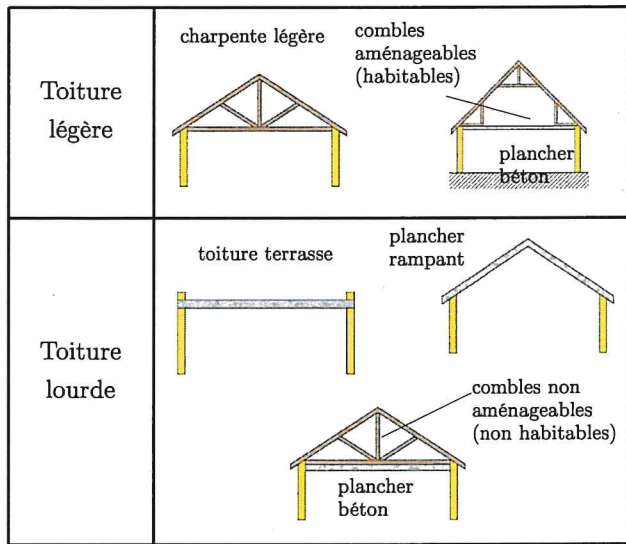 Toiture
légère
charpente légère
combles
aménageables
(habitables)
plancher
béton
Toiture
lourde
toiture terrasse
plancher
rampant
combles non
aménageables
(non habitables)
plancher
béton